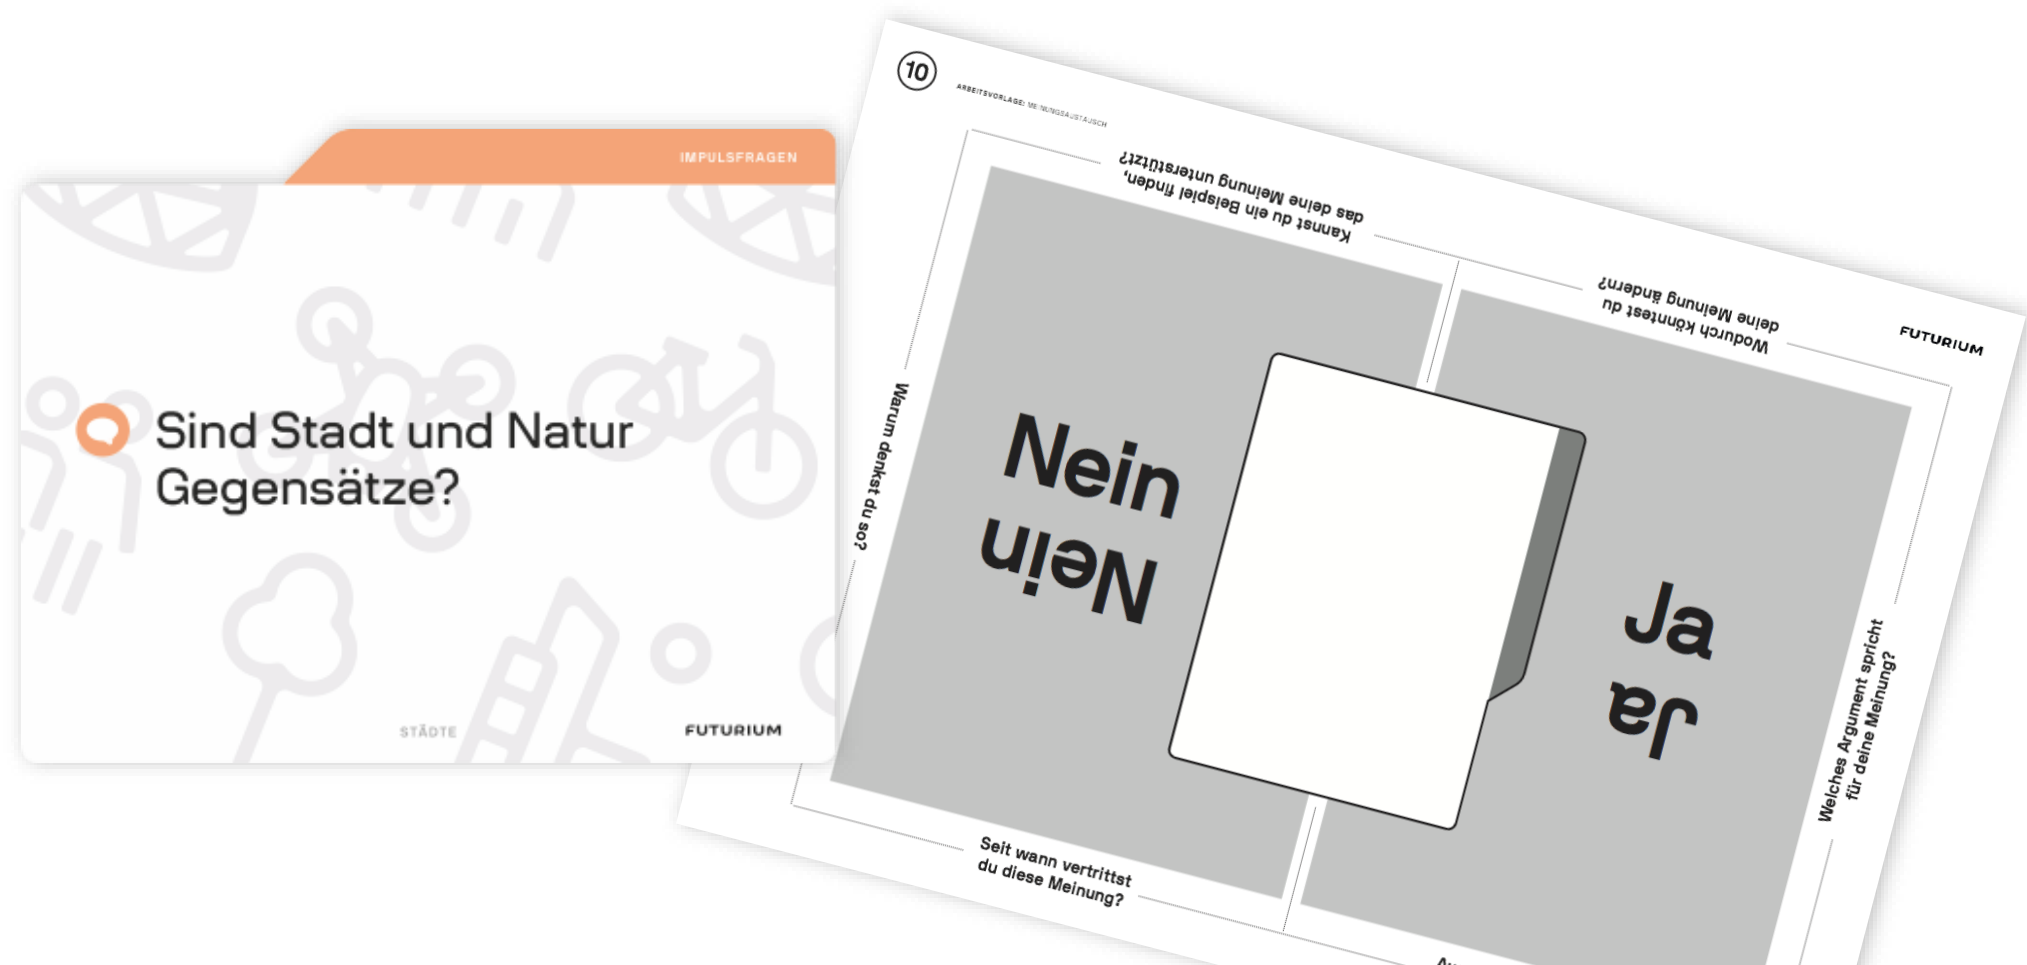 IMPULSFRAGEN
Sind Stadt und Natur
Gegensätze?
STÄDTE
FUTURIUM
10
ARBEITSVORLAGE: MEINUNGSAUSTAUSCH
Kannst du ein Beispiel finden,
das deine Meinung unterstützt?
Wodurch könntest du
deine Meinung ändern?
FUTURIUM
Warum denkst du so?
Nein
Nein
Ja
Ja
Welches Argument spricht
für deine Meinung?
Seit wann vertrittst
du diese Meinung?